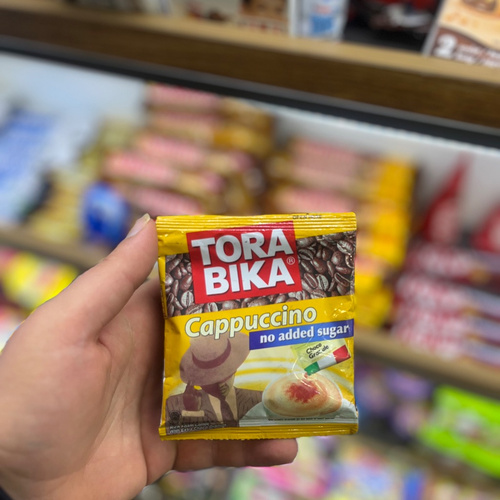 TORA
BIKA®
Cappuccino
no added sugar
Choco
Granule